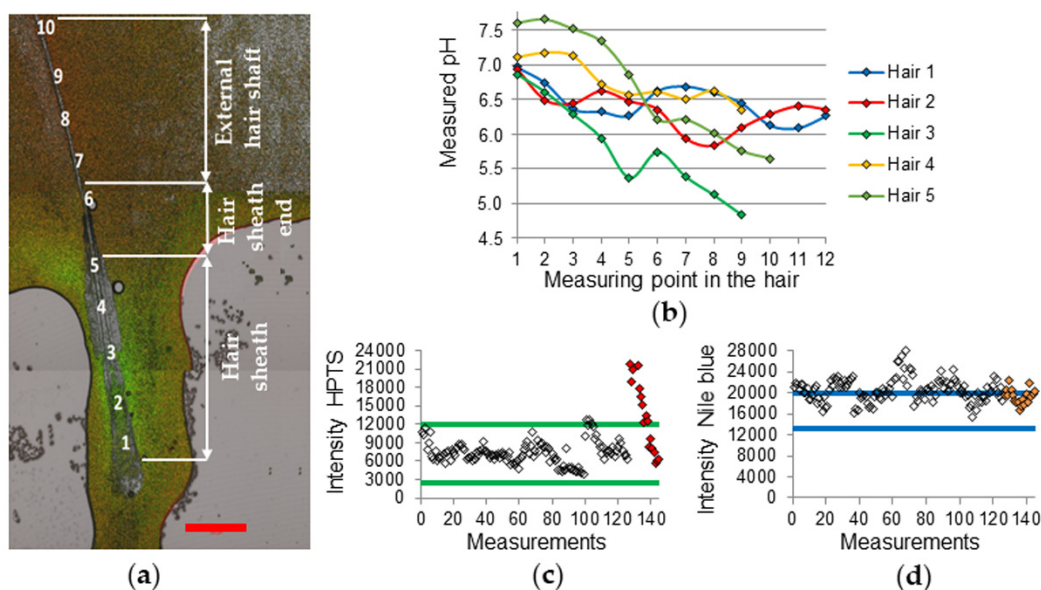 10
9
8
7
6
5
4
3
2
1
External
hair shaft
Hair
sheath
end
Hair
sheath
(a)
Measured pH
7.5
7.0
6.5
6.0
5.5
5.0
4.5
1 2 3 4 5 6 7 8 9 10 11 12
Measuring point in the hair
Hair 1
Hair 2
Hair 3
Hair 4
Hair 5
(b)
Intensity HPTS
24000
21000
18000
15000
12000
9000
6000
3000
0
0 20 40 60 80 100 120 140
Measurements
(c)
Intensity Nile blue
28000
24000
20000
16000
12000
8000
4000
0
0 20 40 60 80 100 120 140
Measurements
(d)